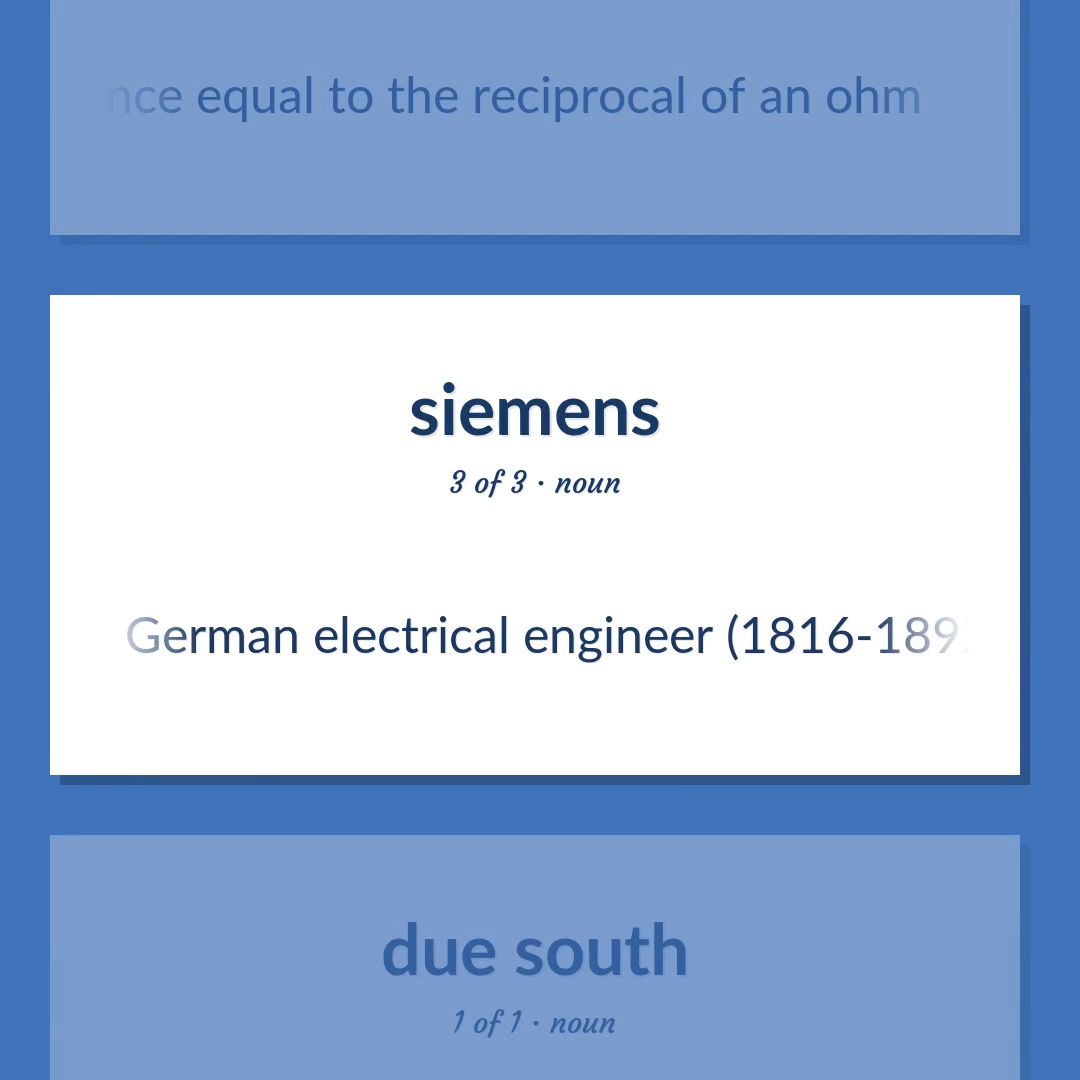 nce equal to the reciprocal of an ohm
siemens
3 of 3 · noun
German electrical engineer (1816-189
due south
1 of 1 · noun